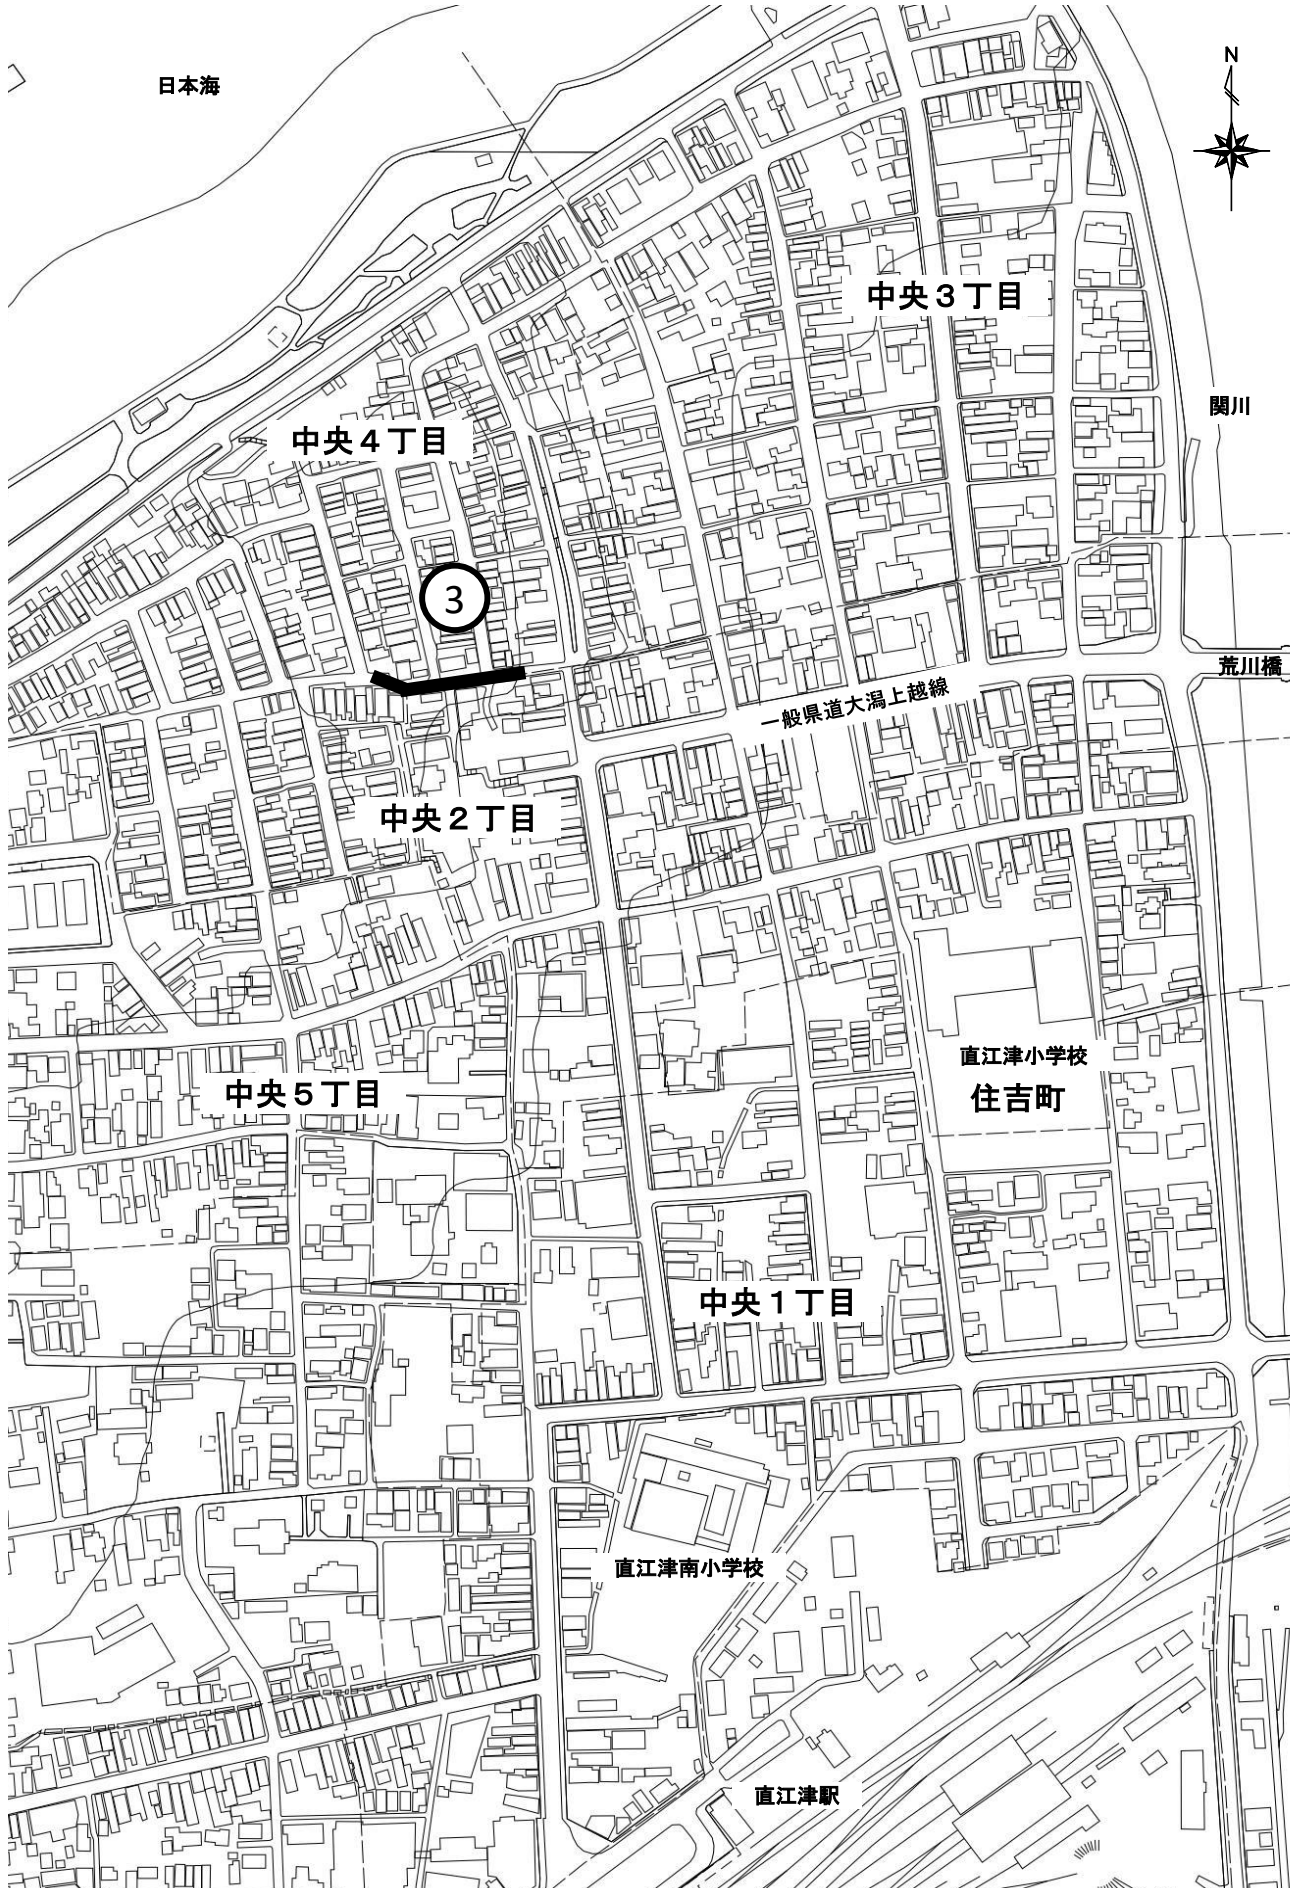 日本海
N
中央３丁目
関川
中央４丁目
3
荒川橋
一般県道大潟上越線
中央２丁目
直江津小学校
住吉町
中央５丁目
中央１丁目
直江津南小学校
直江津駅